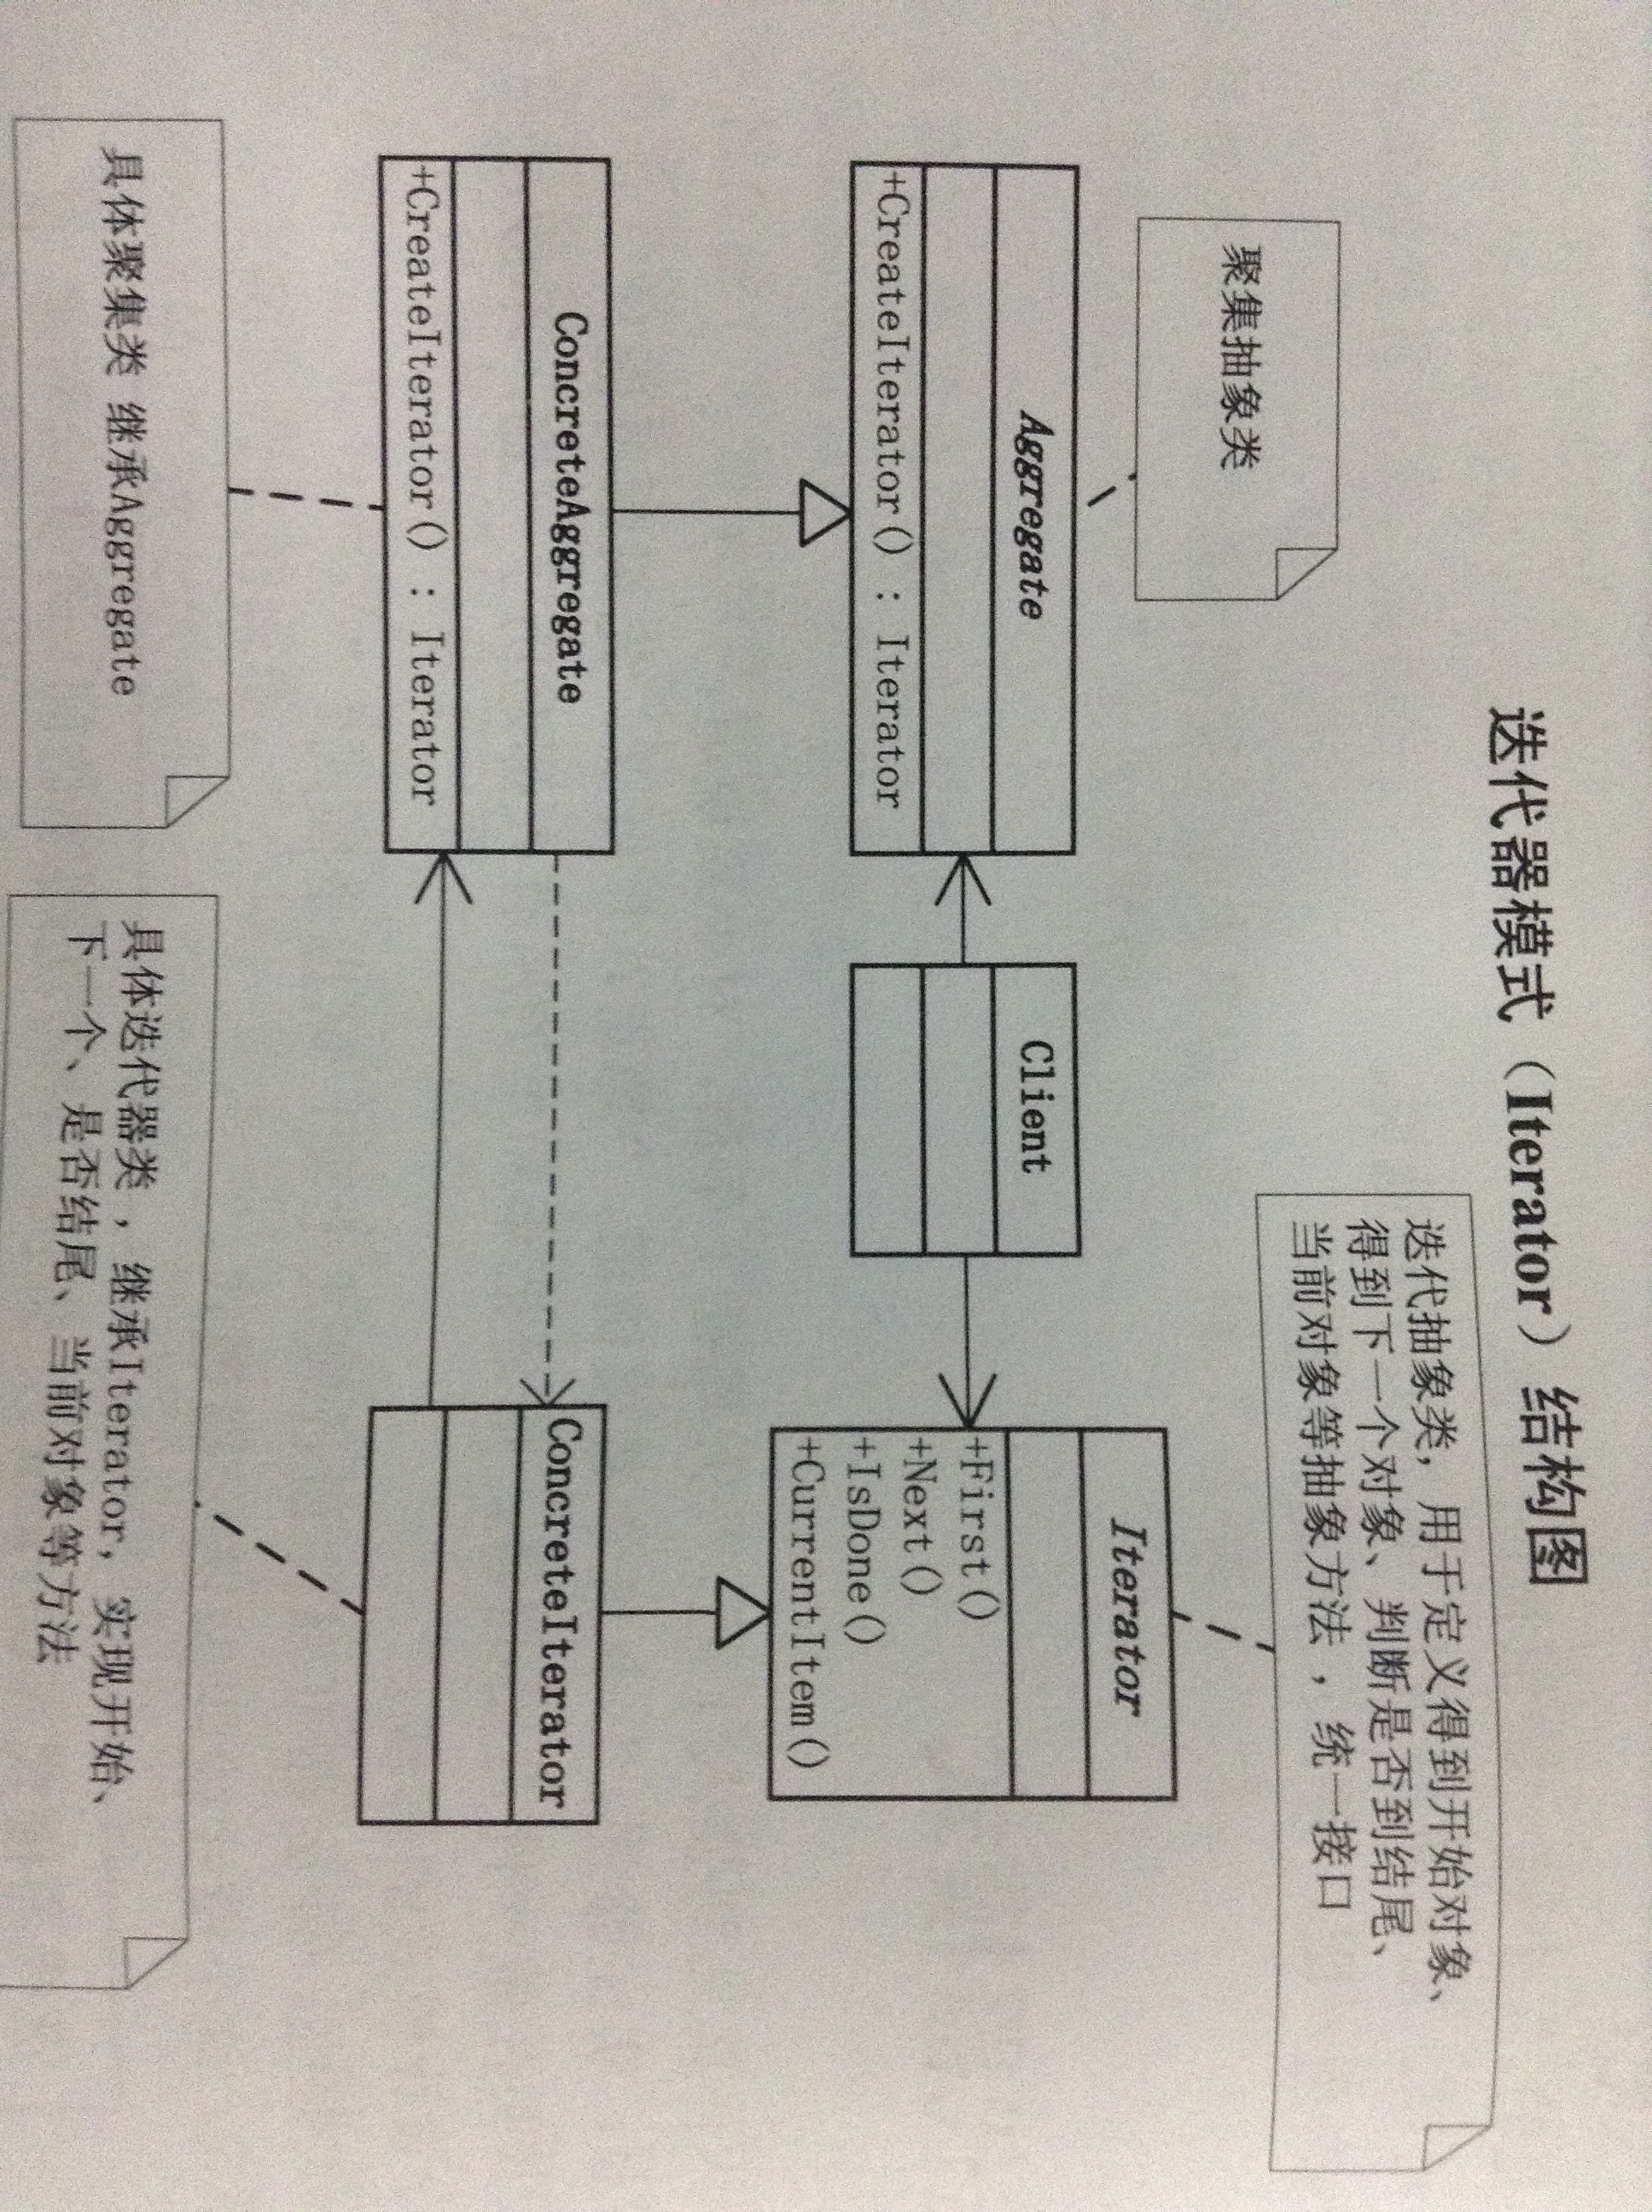 迭代器模式（Iterator）结构图
迭代抽象类，用于定义得到开始对象、
得到下一个对象、判断是否到结尾、
当前对象等抽象方法，统一接口
聚集抽象类
Aggregate
+CreateIterator() : Iterator
Client
Iterator
+First()
+Next()
+IsDone()
+CurrentItem()
ConcreteAggregate
+CreateIterator() : Iterator
ConcreteIterator
具体聚集类 继承Aggregate
具体迭代器类，继承Iterator，实现开始、
下一个、是否结尾、当前对象等方法